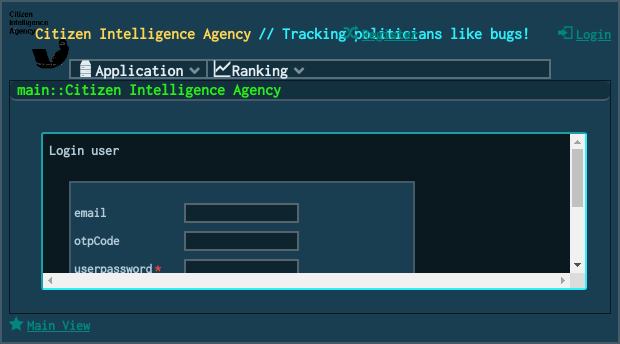 Citizen
Intelligence
Agency
Citizen Intelligence Agency // Tracking politicians like bugs!
Register
Login
Application
Ranking
main::Citizen Intelligence Agency
Login user
email
otpCode
userpassword*
Main View